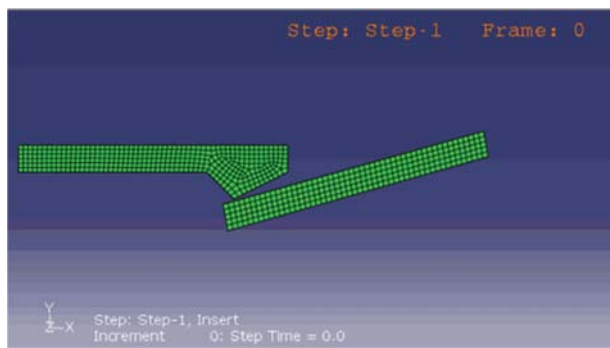 Step: Step-1 Frame: 0
Y
Z X
Step: Step-1, Insert
Increment 0: Step Time = 0.0